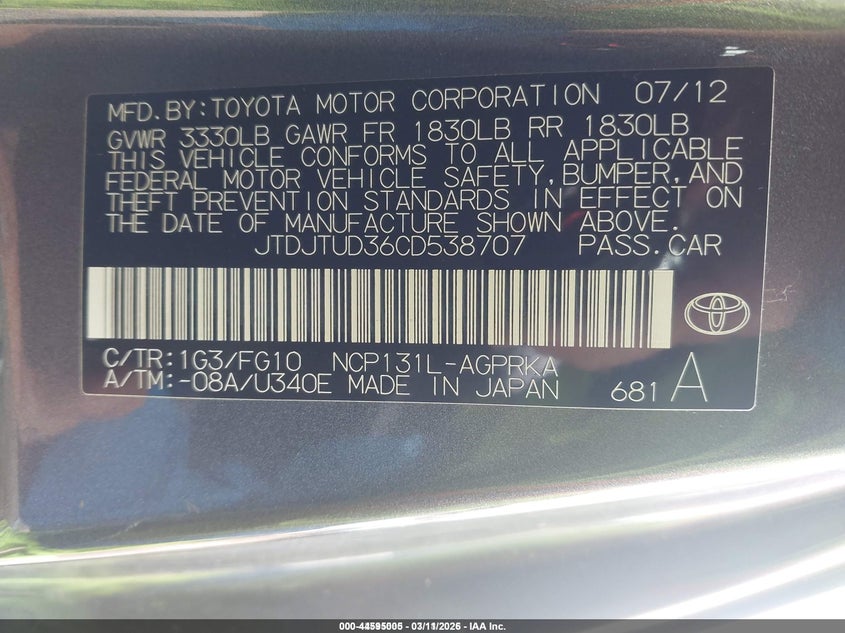 MFD.BY:TOYOTA MOTOR CORPORATION 07/12
GVWR 3330LB GAWR FR 1830LB RR 1830LB
THIS VEHICLE CONFORMS TO ALL APPLICABLE
FEDERAL MOTOR VEHICLE SAFETY,BUMPER,AND
THEFT PREVENTION STANDARDS IN EFFECT ON
THE DATE OF MANUFACTURE SHOWN ABOVE.
JTDJTUD36CD538707 PASS.CAR
C/TR:1G3/FG10 NCP131L-AGPRKA
A/TM:-08A/U340E MADE IN JAPAN 681 A
03/11/2026 - IAA Inc.